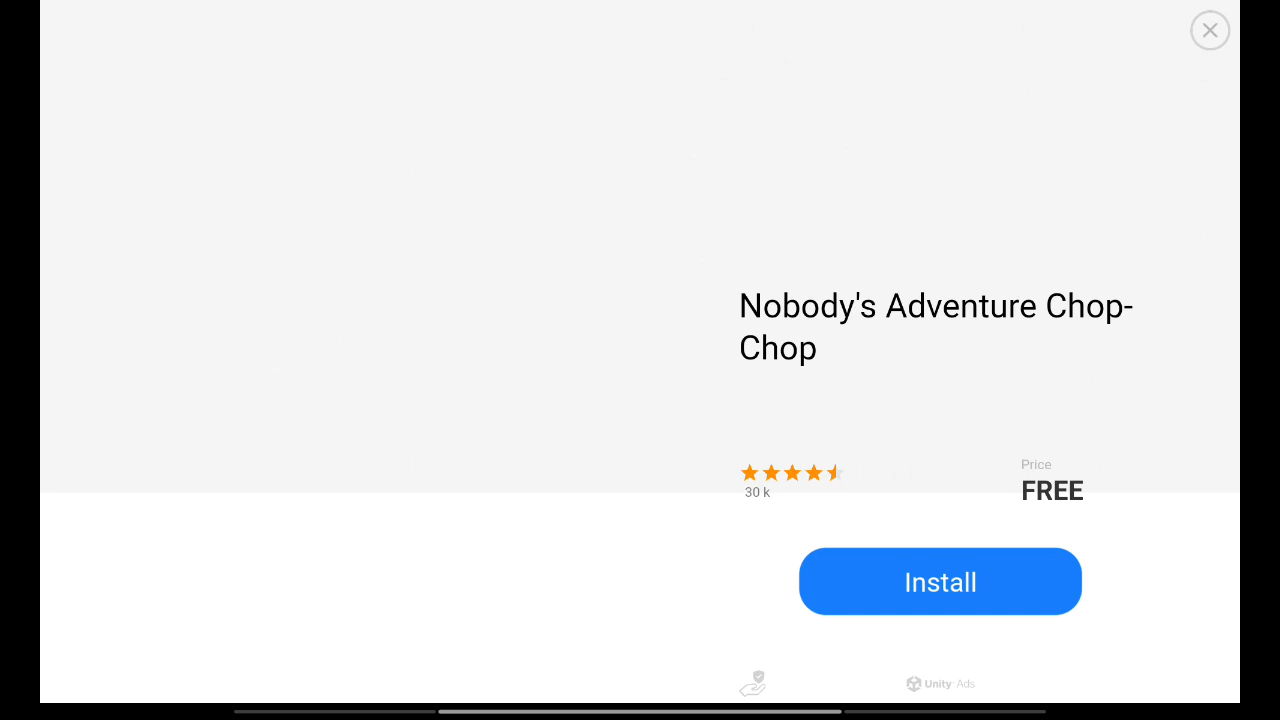 Nobody's Adventure Chop-
Chop
Price
30 k
FREE
Install
Unity Ads